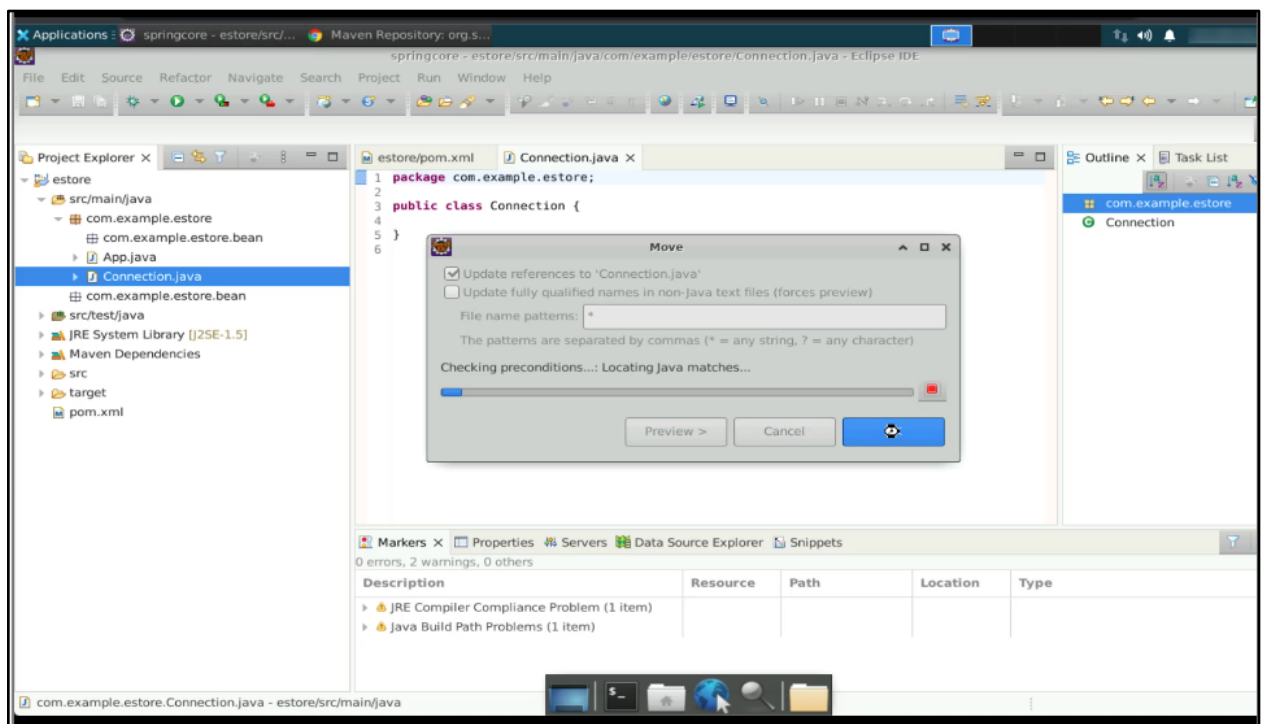 Applications : springcore - estore/src/... Maven Repository: org.s...
springcore - estore/src/main/java/com/example/estore/Connection.java - Eclipse IDE
File Edit Source Refactor Navigate Search Project Run Window Help
Project Explorer
estore
src/main/java
com.example.estore
com.example.estore.bean
App.java
Connection.java
com.example.estore.bean
src/test/java
JRE System Library [J2SE-1.5]
Maven Dependencies
src
target
pom.xml
estore/pom.xml Connection.java
1 package com.example.estore;
2
3 public class Connection {
4
5 }
6
Move
Update references to 'Connection.java'
Update fully qualified names in non-Java text files (forces preview)
File name patterns: *
The patterns are separated by commas (* = any string, ? = any character)
Checking preconditions...: Locating Java matches...
Preview > Cancel
Outline Task List
com.example.estore
Connection
Markers Properties Servers Data Source Explorer Snippets
0 errors, 2 warnings, 0 others
Description Resource Path Location Type
JRE Compiler Compliance Problem (1 item)
Java Build Path Problems (1 item)
com.example.estore.Connection.java - estore/src/main/java